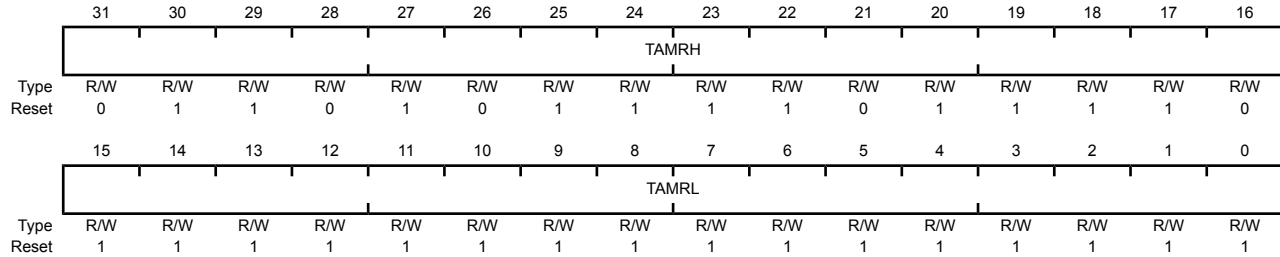 31 30 29 28 27 26 25 24 23 22 21 20 19 18 17 16
TAMRH
Type R/W R/W R/W R/W R/W R/W R/W R/W R/W R/W R/W R/W R/W R/W R/W R/W
Reset 0 1 1 0 1 0 1 1 1 1 0 1 1 1 1 0
15 14 13 12 11 10 9 8 7 6 5 4 3 2 1 0
TAMRL
Type R/W R/W R/W R/W R/W R/W R/W R/W R/W R/W R/W R/W R/W R/W R/W R/W
Reset 1 1 1 1 1 1 1 1 1 1 1 1 1 1 1 1